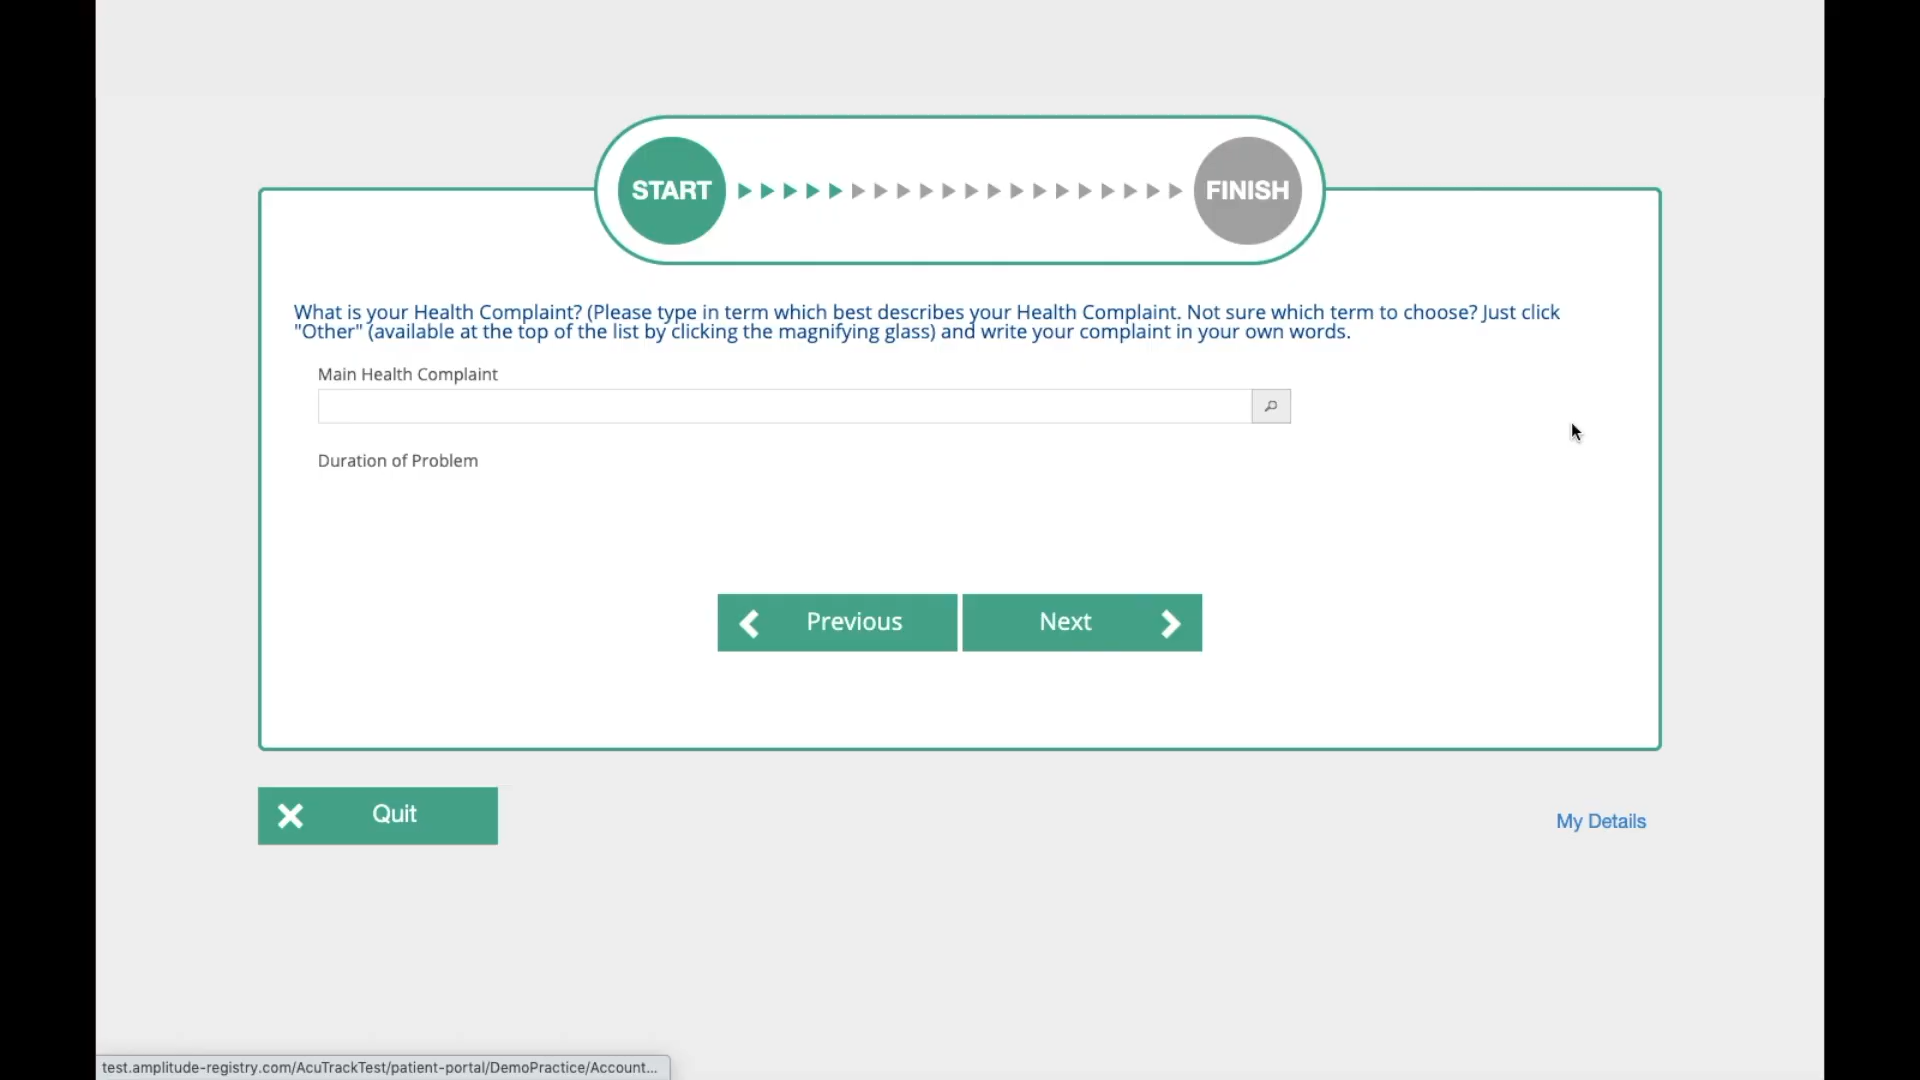 START
FINISH
What is your Health Complaint? (Please type in term which best describes your Health Complaint. Not sure which term to choose? Just click
"Other" (available at the top of the list by clicking the magnifying glass) and write your complaint in your own words.
Main Health Complaint
Duration of Problem
Previous
Next
Quit
My Details
test.amplitude-registry.com/AcuTrackTest/patient-portal/DemoPractice/Account...